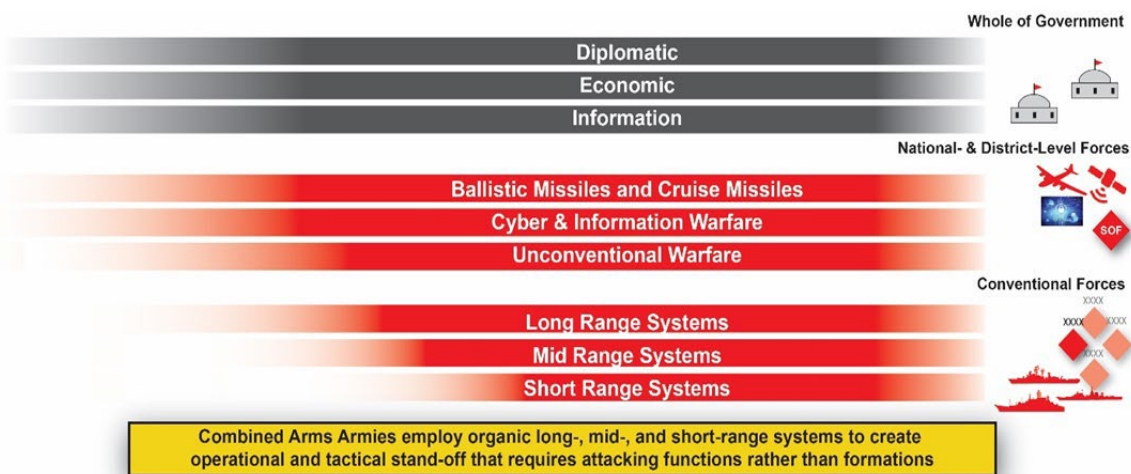 Whole of Government
Diplomatic
Economic
Information
National- & District-Level Forces
Ballistic Missiles and Cruise Missiles
Cyber & Information Warfare
SOF
Unconventional Warfare
Conventional Forces
XXXX
Long Range Systems
XXXX XXXX
Mid Range Systems
XXXX
Short Range Systems
Combined Arms Armies employ organic long-, mid-, and short-range systems to create
operational and tactical stand-off that requires attacking functions rather than formations